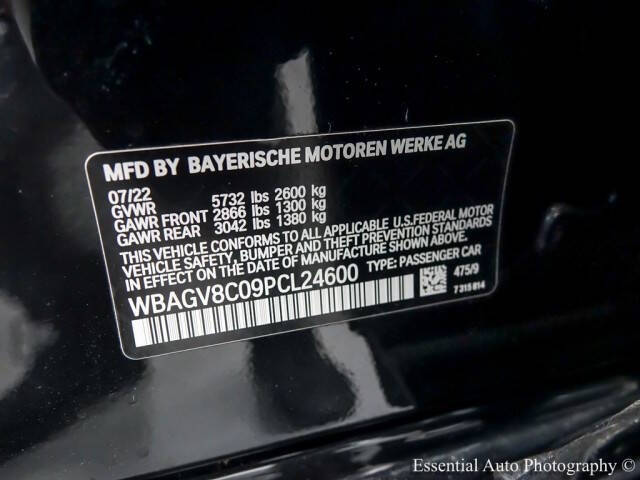 MFD BY BAYERISCHE MOTOREN WERKE AG
07/22
GVWR 5732 lbs 2600 kg
GAWR FRONT 2866 lbs 1300 kg
GAWR REAR 3042 lbs 1380 kg
THIS VEHICLE CONFORMS TO ALL APPLICABLE U.S.FEDERAL MOTOR
VEHICLE SAFETY, BUMPER AND THEFT PREVENTION STANDARDS
IN EFFECT ON THE DATE OF MANUFACTURE SHOWN ABOVE.
WBAGV8C09PCL24600 TYPE: PASSENGER CAR
475/9
7 315 814
Essential Auto Photography (c)